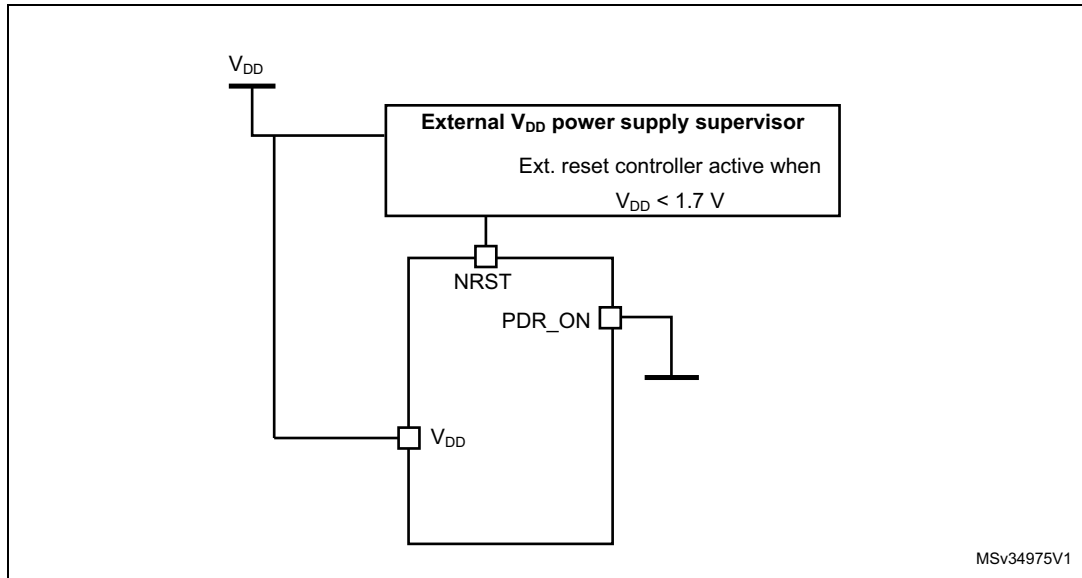 VDD
External VDD power supply supervisor
Ext. reset controller active when
VDD < 1.7 V
NRST
PDR_ON
VDD
MSv34975V1